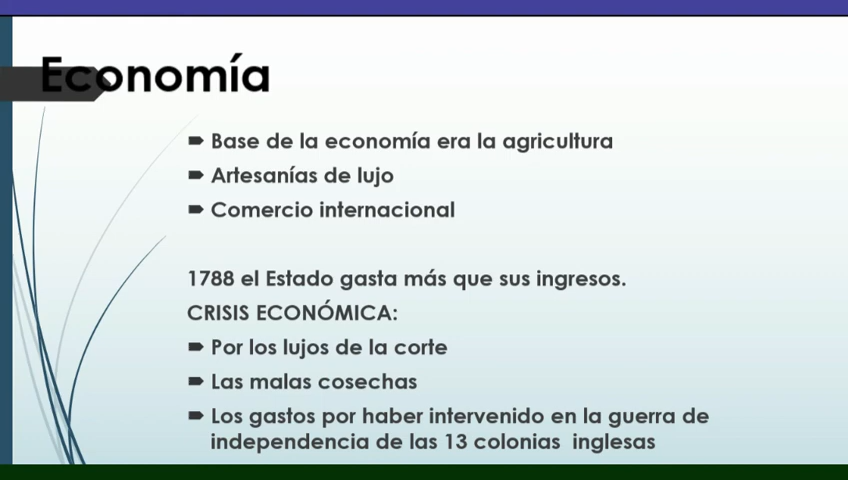 Economía
Base de la economía era la agricultura
Artesanías de lujo
Comercio internacional
1788 el Estado gasta más que sus ingresos.
CRISIS ECONÓMICA:
Por los lujos de la corte
Las malas cosechas
Los gastos por haber intervenido en la guerra de
independencia de las 13 colonias inglesas